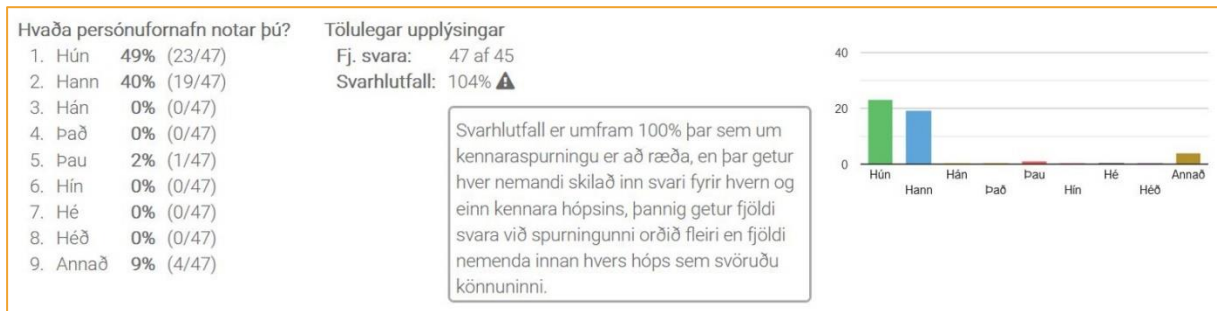 Hvaða persónufornafn notar þú?
1. Hún 49% (23/47)
2. Hann 40% (19/47)
3. Hán 0% (0/47)
4. Það 0% (0/47)
5. Þau 2% (1/47)
6. Hín 0% (0/47)
7. Hé 0% (0/47)
8. Héð 0% (0/47)
9. Annað 9% (4/47)
Tölulegar upplýsingar
Fj. svara: 47 af 45
Svarhlutfall: 104%
Svarhlutfall er umfram 100% þar sem um
kennaraspurningu er að ræða, en þar getur
hver nemandi skilað inn svari fyrir hvern og
einn kennara hópsins, þannig getur fjöldi
svara við spurningunni orðið fleiri en fjöldi
nemenda innan hvers hóps sem svöruðu
könnuninni.
40
20
0
Hún Hán Þau Hé Annað
Hann Það Hín Héð